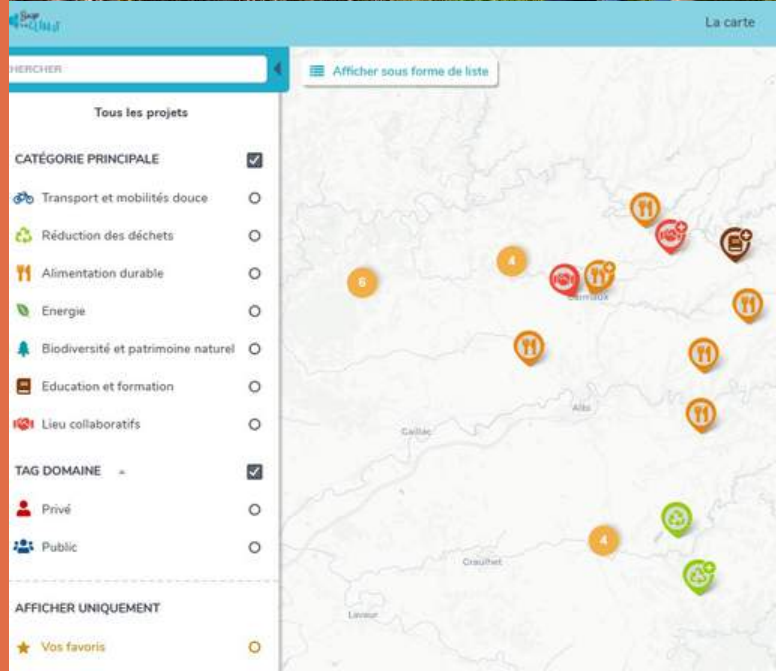 La carte
HERCHER
Afficher sous forme de liste
Tous les projets
CATÉGORIE PRINCIPALE
Transport et mobilités douce
Réduction des déchets
Alimentation durable
Energie
Biodiversité et patrimoine naturel
Education et formation
Lieu collaboratifs
TAG DOMAINE
Privé
Public
AFFICHER UNIQUEMENT
Vos favoris
6
4
Carmaux
Albi
Gaillac
4
Graulhet
Lavaur